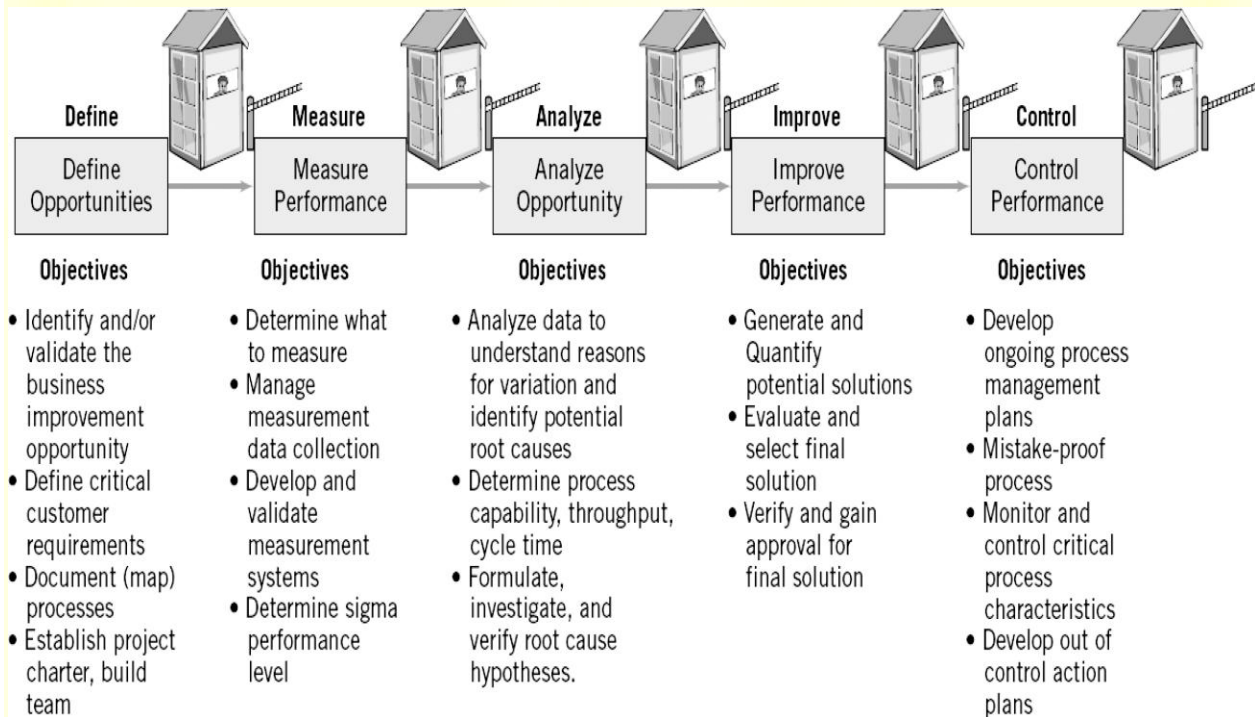 Define
Measure
Analyze
Improve
Control
Define
Opportunities
Measure
Performance
Analyze
Opportunity
Improve
Performance
Control
Performance
Objectives
• Identify and/or
validate the
business
improvement
opportunity
• Define critical
customer
requirements
• Document (map)
processes
• Establish project
charter, build
team
Objectives
• Determine what
to measure
• Manage
measurement
data collection
• Develop and
validate
measurement
systems
• Determine sigma
performance
level
Objectives
• Analyze data to
understand reasons
for variation and
identify potential
root causes
• Determine process
capability, throughput,
cycle time
• Formulate,
investigate, and
verify root cause
hypotheses.
Objectives
• Generate and
Quantify
potential solutions
• Evaluate and
select final
solution
• Verify and gain
approval for
final solution
Objectives
• Develop
ongoing process
management
plans
• Mistake-proof
process
• Monitor and
control critical
process
characteristics
• Develop out of
control action
plans